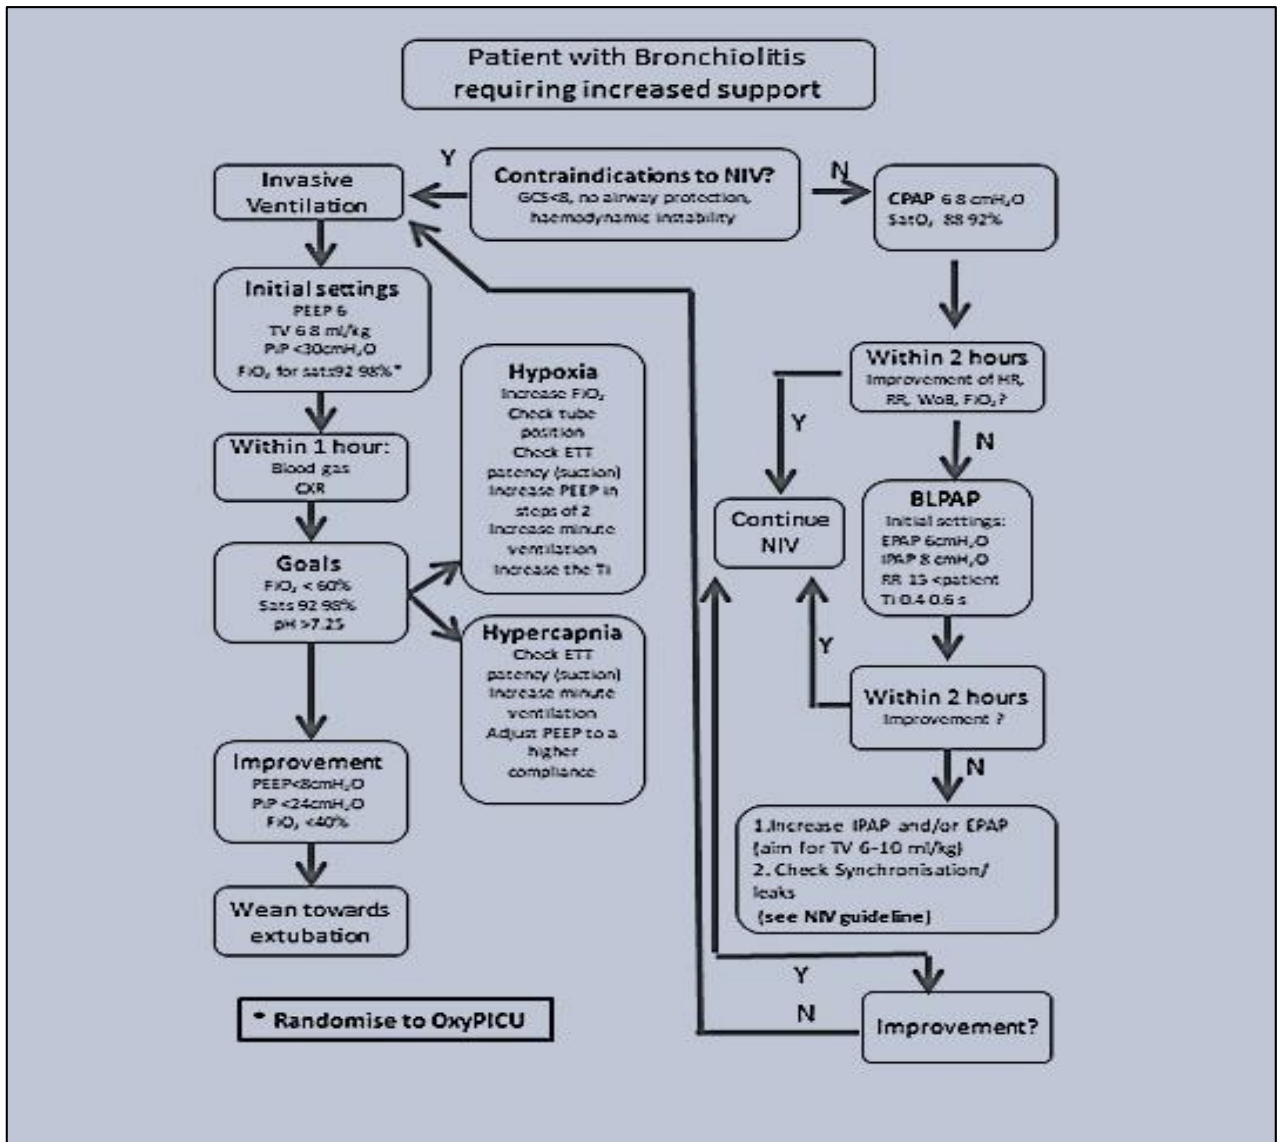 Patient with Bronchiolitis
requiring increased support
Y
Contraindications to NIV?
GCS<8, no airway protection,
haemodynamic instability
N
Invasive
Ventilation
CPAP 6 8 cmH₂O
SatO₂ 88 92%
Initial settings
PEEP 6
TV 6 8 ml/kg
PiP <30cmH₂O
FiO₂ for sats92 98%*
Within 1 hour:
Blood gas
CXR
Goals
FiO₂ < 60%
Sats 92 98%
pH >7.25
Hypoxia
Increase FiO₂
Check tube
position
Check ETT
patency (suction)
Increase PEEP in
steps of 2
Increase minute
ventilation
Increase the Ti
Hypercapnia
Check ETT
patency (suction)
Increase minute
ventilation
Adjust PEEP to a
higher
compliance
Improvement
PEEP<8cmH₂O
PiP <24cmH₂O
FiO₂ <40%
Wean towards
extubation
* Randomise to OxyPICU
Within 2 hours
Improvement of HR,
RR, WoB, FiO₂?
Y
N
Continue
NIV
BLPAP
Initial settings:
EPAP 6cmH₂O
IPAP 8 cmH₂O
RR 15 <patient
Ti 0.4 0.6 s
Y
Within 2 hours
Improvement ?
N
1.Increase IPAP and/or EPAP
(aim for TV 6-10 ml/kg)
2. Check Synchronisation/
leaks
(see NIV guideline)
Y
N
Improvement?